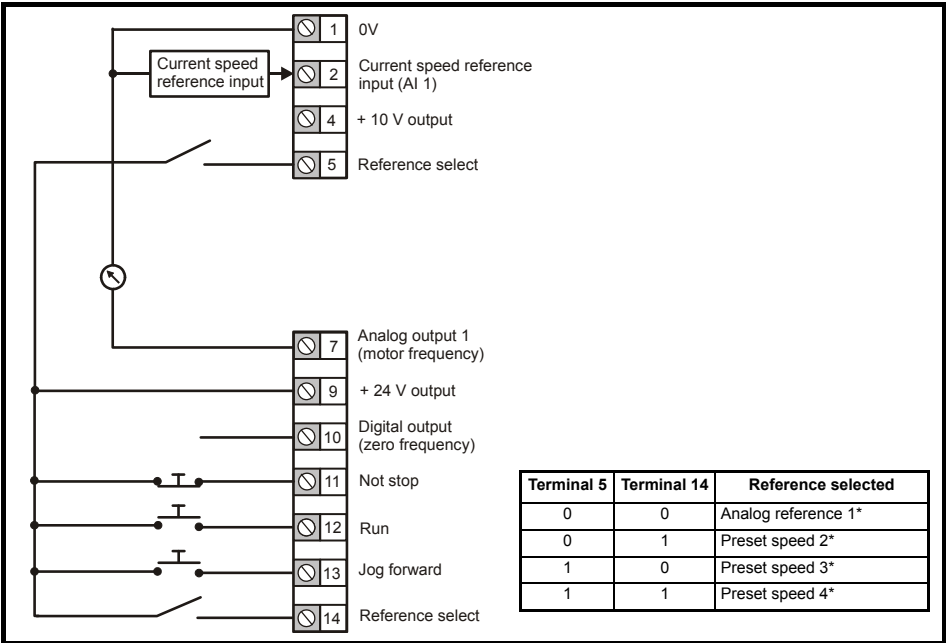 1 0V
Current speed
reference input
2 Current speed reference
input (AI 1)
4 + 10 V output
5 Reference select
7 Analog output 1
(motor frequency)
9 + 24 V output
10 Digital output
(zero frequency)
11 Not stop
12 Run
13 Jog forward
14 Reference select
Terminal 5 Terminal 14 Reference selected
0 0 Analog reference 1*
0 1 Preset speed 2*
1 0 Preset speed 3*
1 1 Preset speed 4*